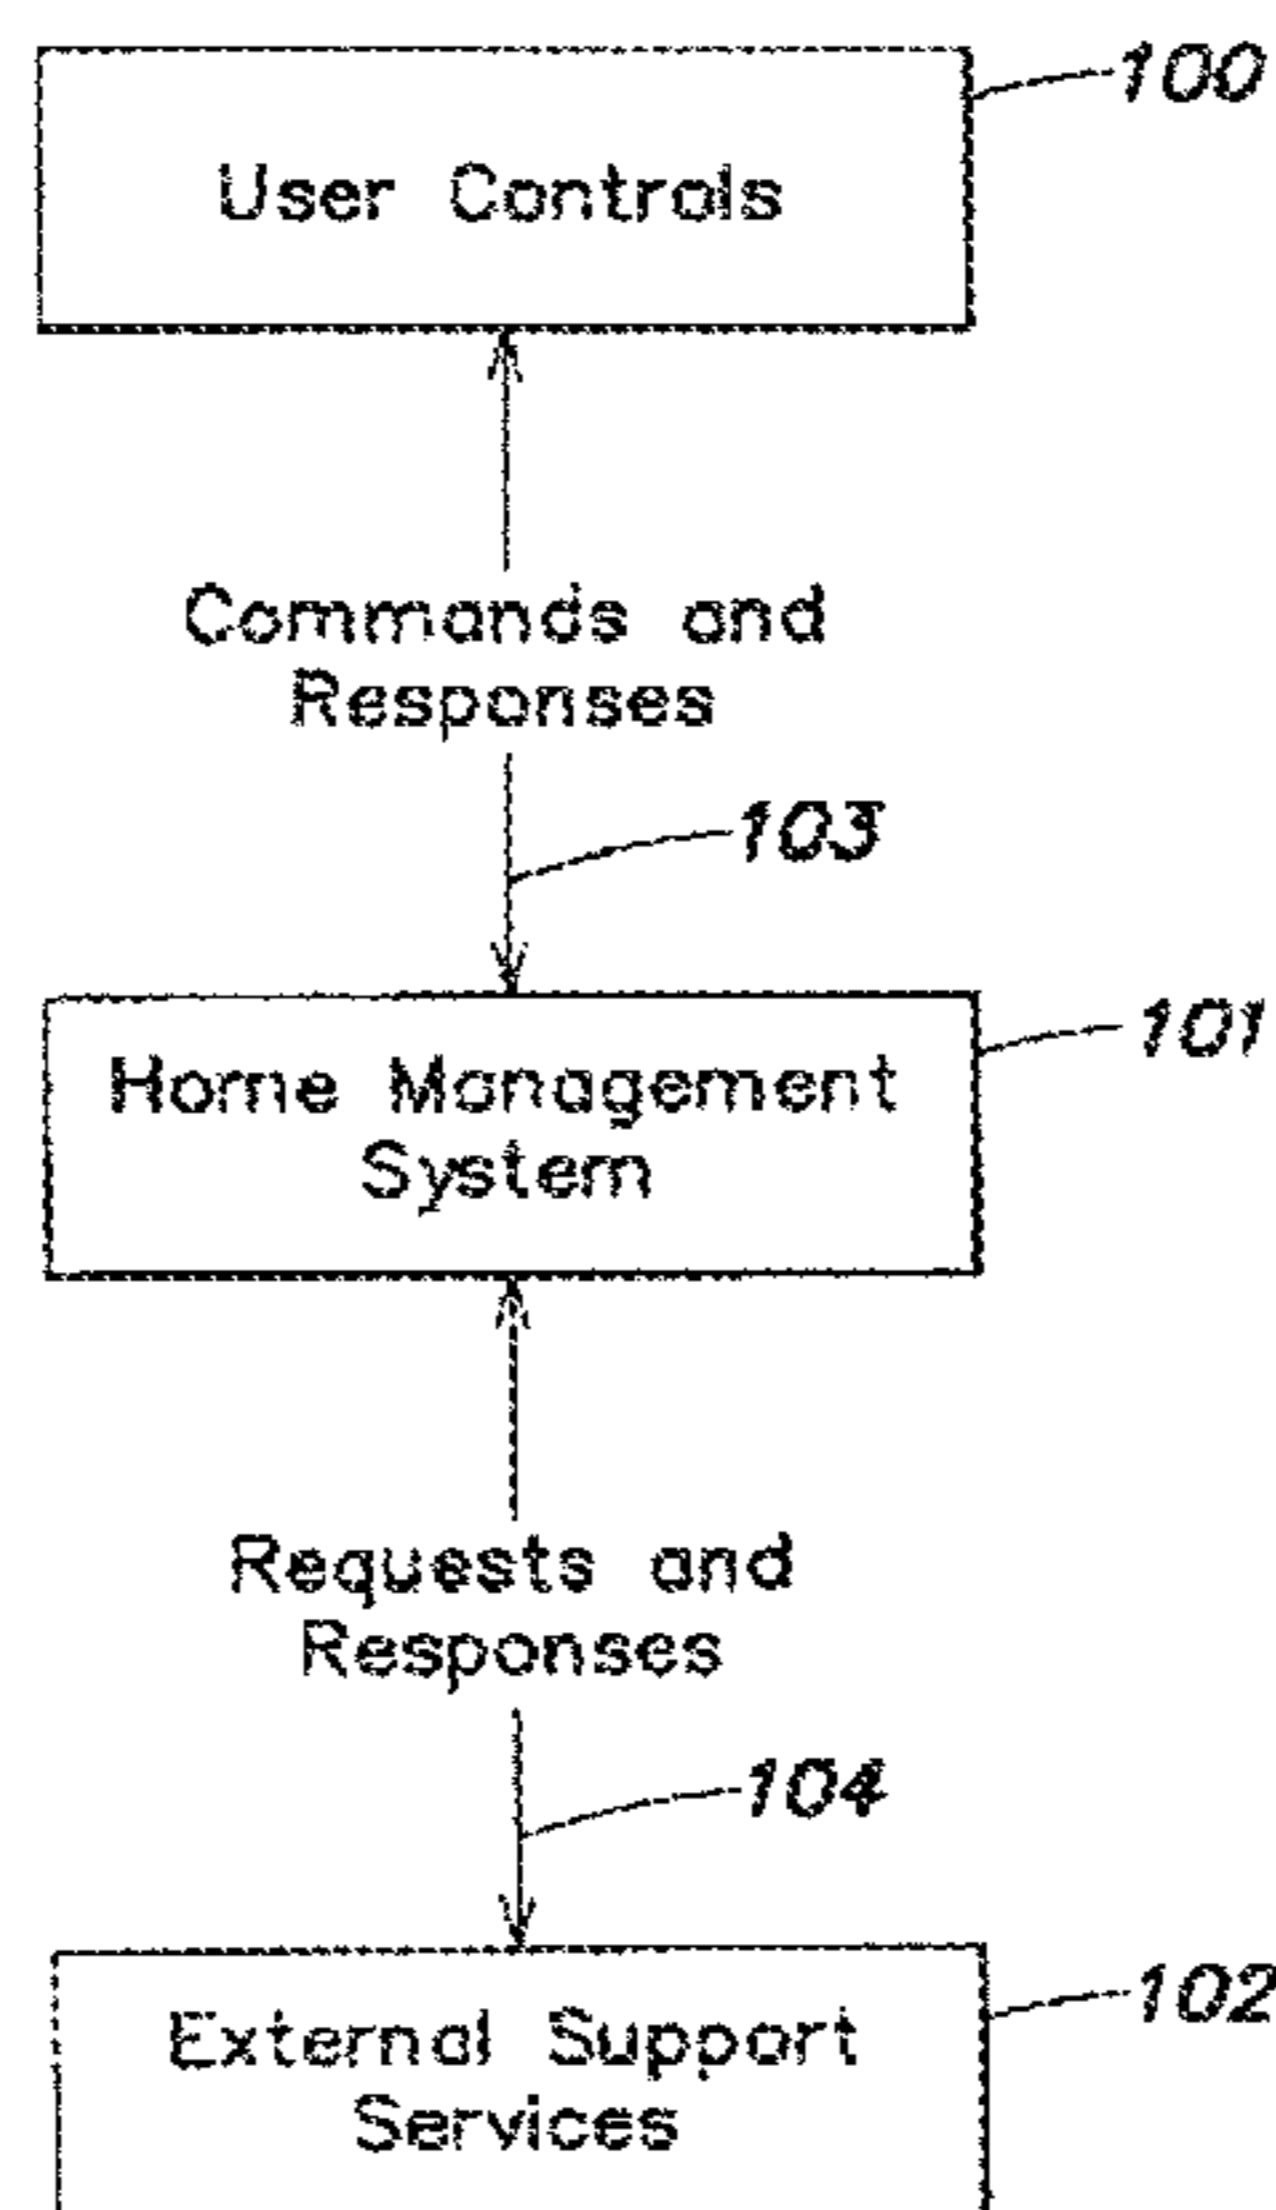 100
User Controls
Commands and
Responses
103
101
Home Management
System
Requests and
Responses
104
102
External Support
Services